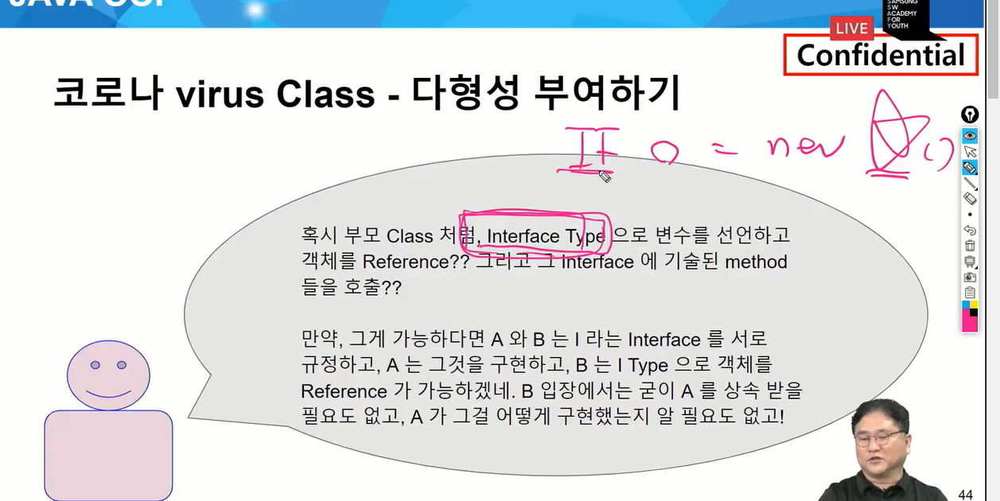 JAVA OOP
SAMSUNG
SW
ACADEMY
FOR
YOUTH
LIVE
Confidential
코로나 virus Class - 다형성 부여하기
IF o = new A()
혹시 부모 Class 처럼, Interface Type 으로 변수를 선언하고
객체를 Reference?? 그리고 그 Interface 에 기술된 method
들을 호출??
만약, 그게 가능하다면 A 와 B 는 I 라는 Interface 를 서로
규정하고, A 는 그것을 구현하고, B 는 I Type 으로 객체를
Reference 가 가능하겠네. B 입장에서는 굳이 A 를 상속 받을
필요도 없고, A 가 그걸 어떻게 구현했는지 알 필요도 없고!
44